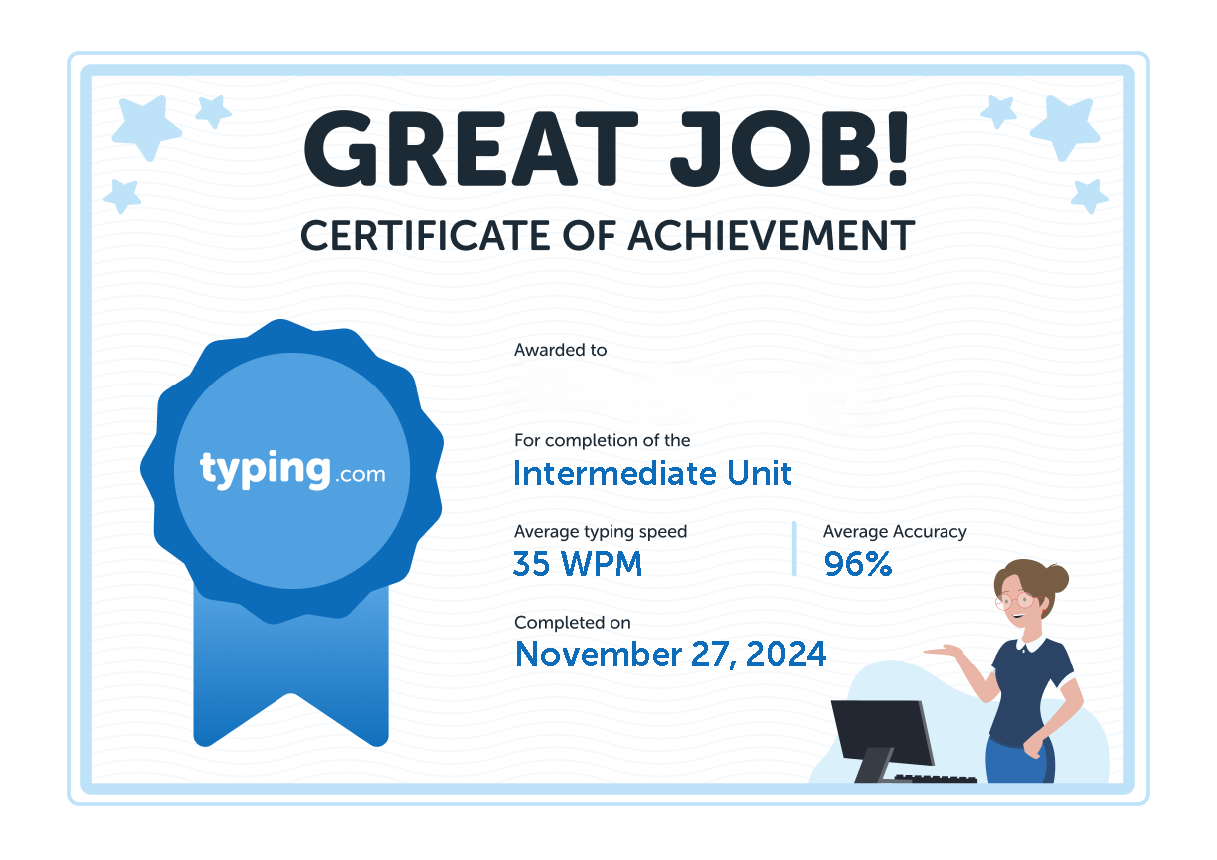 GREAT JOB!
CERTIFICATE OF ACHIEVEMENT
typing.com
Awarded to
For completion of the
Intermediate Unit
Average typing speed
35 WPM
Average Accuracy
96%
Completed on
November 27, 2024